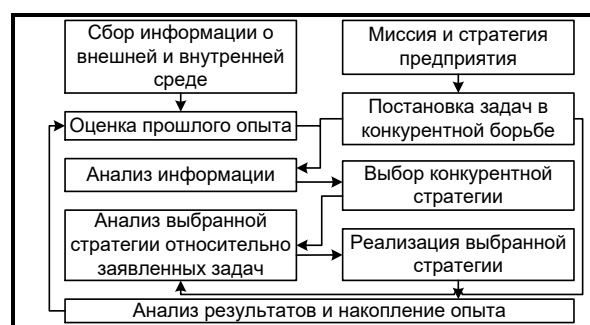 Сбор информации о
внешней и внутренней
среде
Миссия и стратегия
предприятия
Оценка прошлого опыта
Постановка задач в
конкурентной борьбе
Анализ информации
Выбор конкурентной
стратегии
Анализ выбранной
стратегии относительно
заявленных задач
Реализация выбранной
стратегии
Анализ результатов и накопление опыта